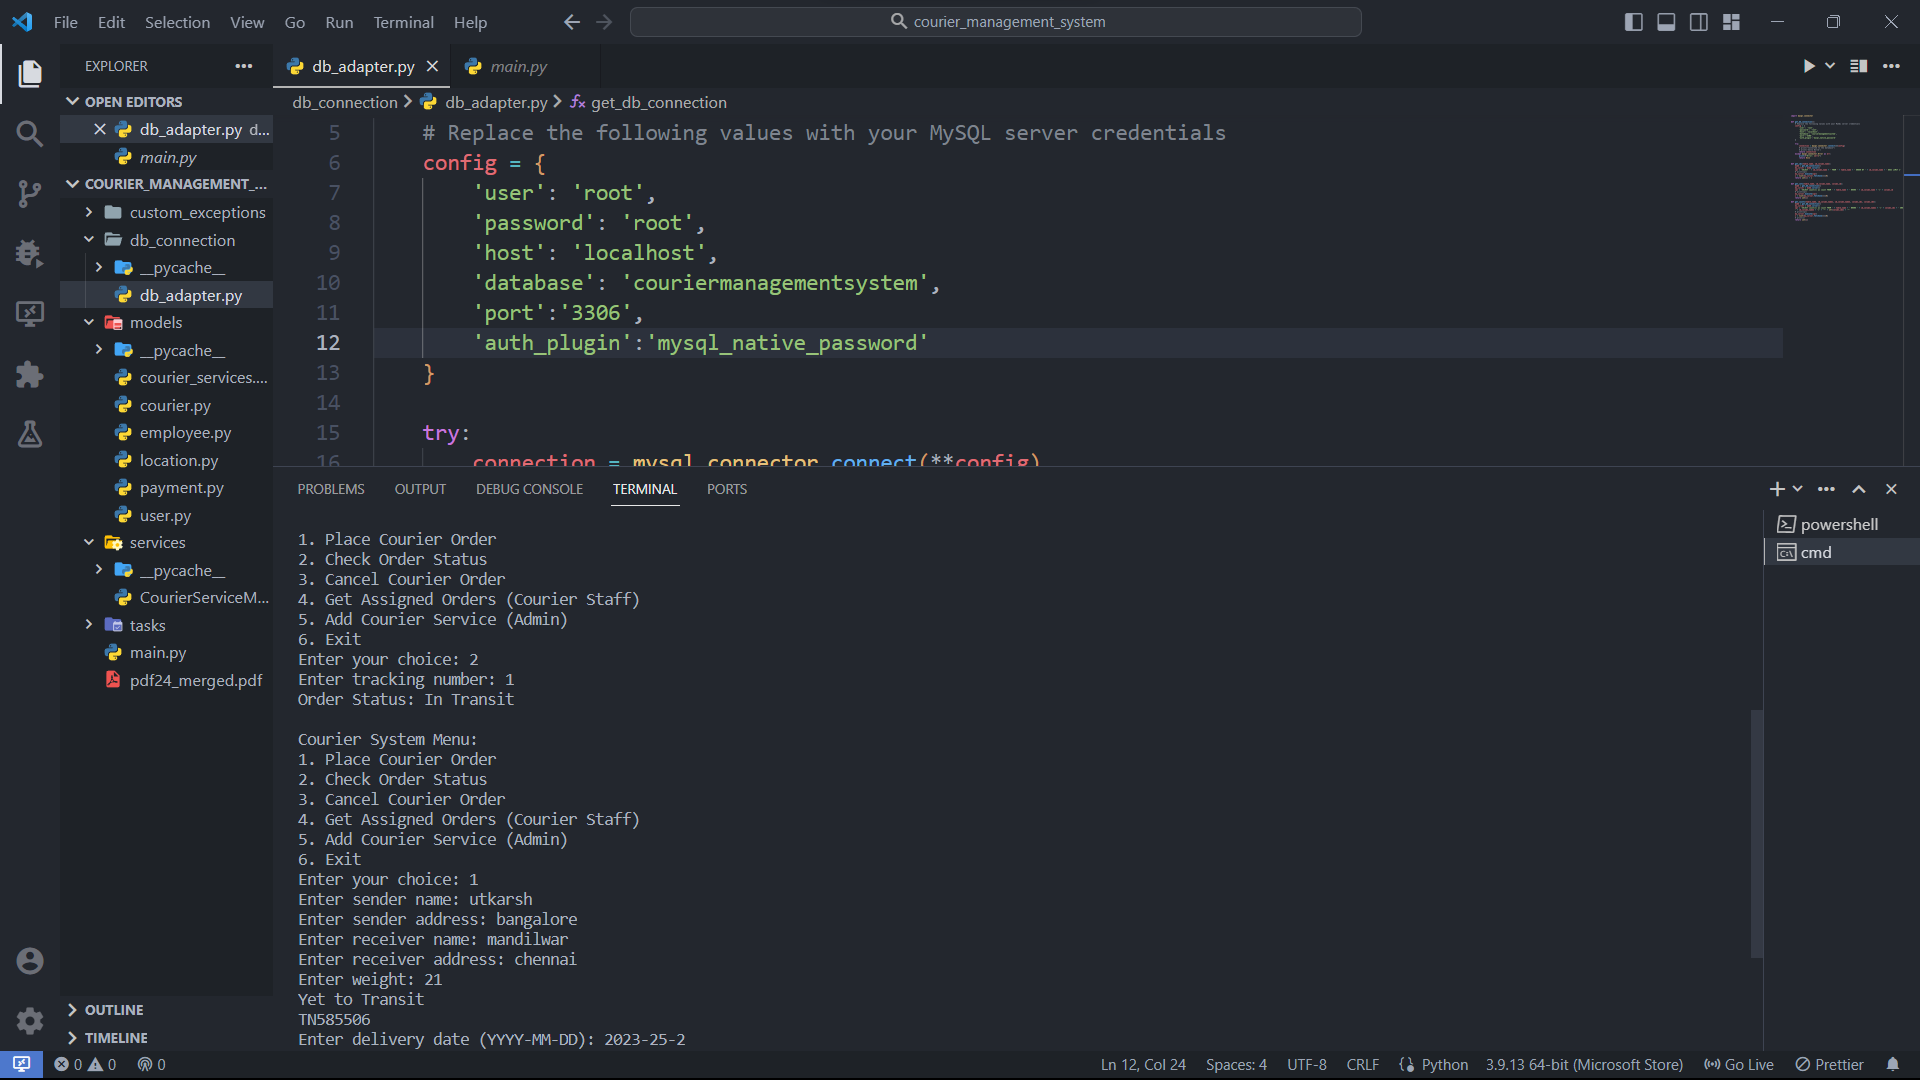 File Edit Selection View Go Run Terminal Help
courier_management_system
EXPLORER
OPEN EDITORS
db_adapter.py d...
main.py
COURIER_MANAGEMENT_...
custom_exceptions
db_connection
__pycache__
db_adapter.py
models
__pycache__
courier_services....
courier.py
employee.py
location.py
payment.py
user.py
services
__pycache__
CourierServiceM...
tasks
main.py
pdf24_merged.pdf
OUTLINE
TIMELINE
db_adapter.py
main.py
db_connection > db_adapter.py > get_db_connection
5 # Replace the following values with your MySQL server credentials
6 config = {
7 'user': 'root',
8 'password': 'root',
9 'host': 'localhost',
10 'database': 'couriermanagementsystem',
11 'port':'3306',
12 'auth_plugin':'mysql_native_password'
13 }
14
15 try:
16 connection = mysql.connector.connect(**config)
PROBLEMS OUTPUT DEBUG CONSOLE TERMINAL PORTS
1. Place Courier Order
2. Check Order Status
3. Cancel Courier Order
4. Get Assigned Orders (Courier Staff)
5. Add Courier Service (Admin)
6. Exit
Enter your choice: 2
Enter tracking number: 1
Order Status: In Transit
Courier System Menu:
1. Place Courier Order
2. Check Order Status
3. Cancel Courier Order
4. Get Assigned Orders (Courier Staff)
5. Add Courier Service (Admin)
6. Exit
Enter your choice: 1
Enter sender name: utkarsh
Enter sender address: bangalore
Enter receiver name: mandilwar
Enter receiver address: chennai
Enter weight: 21
Yet to Transit
TN585506
Enter delivery date (YYYY-MM-DD): 2023-25-2
powershell
cmd
0 0 0
Ln 12, Col 24 Spaces: 4 UTF-8 CRLF {} Python 3.9.13 64-bit (Microsoft Store) Go Live Prettier